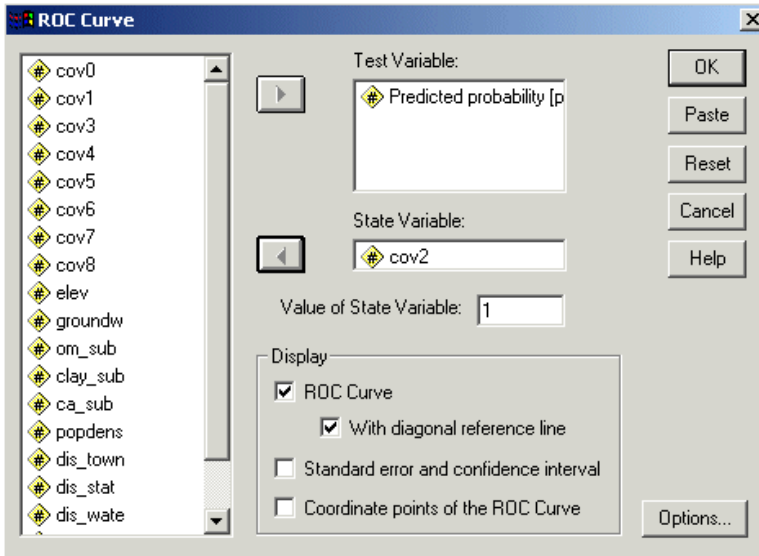 ROC Curve
cov0
cov1
cov3
cov4
cov5
cov6
cov7
cov8
elev
groundw
om_sub
clay_sub
ca_sub
popdens
dis_town
dis_stat
dis_wate
Test Variable:
Predicted probability [p
State Variable:
cov2
Value of State Variable: 1
Display
ROC Curve
With diagonal reference line
Standard error and confidence interval
Coordinate points of the ROC Curve
OK
Paste
Reset
Cancel
Help
Options...